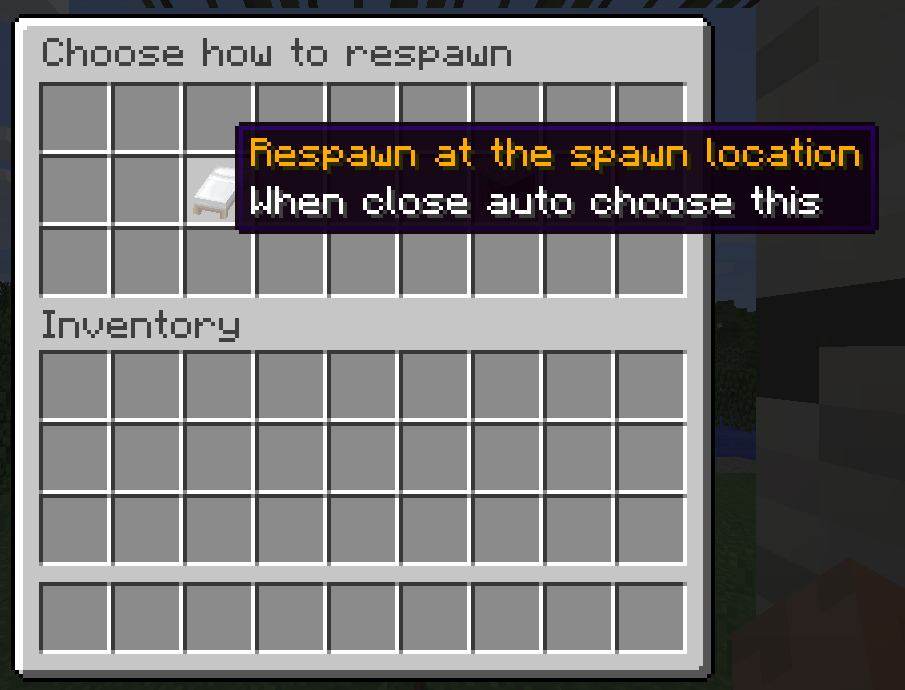 Choose how to respawn
Respawn at the spawn location
When close auto choose this
Inventory